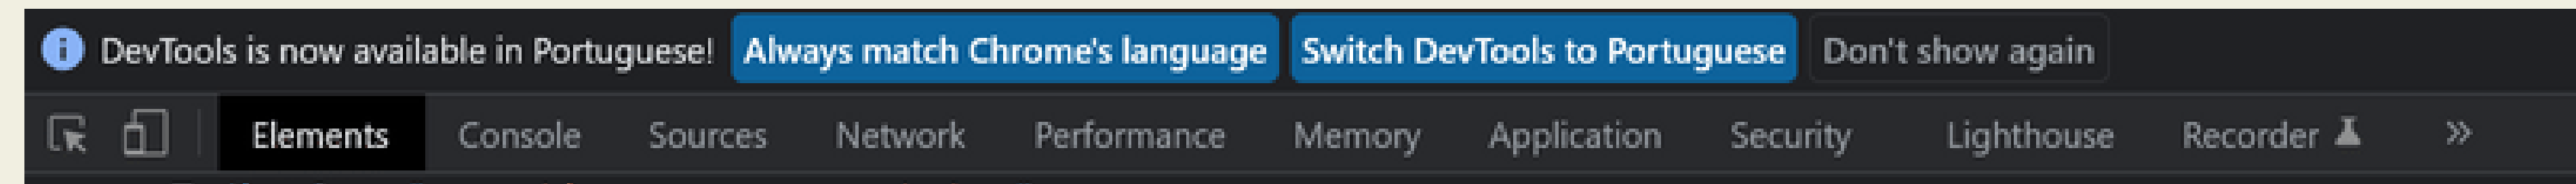 DevTools is now available in Portuguese! Always match Chrome's language Switch DevTools to Portuguese Don't show again
Elements Console Sources Network Performance Memory Application Security Lighthouse Recorder »